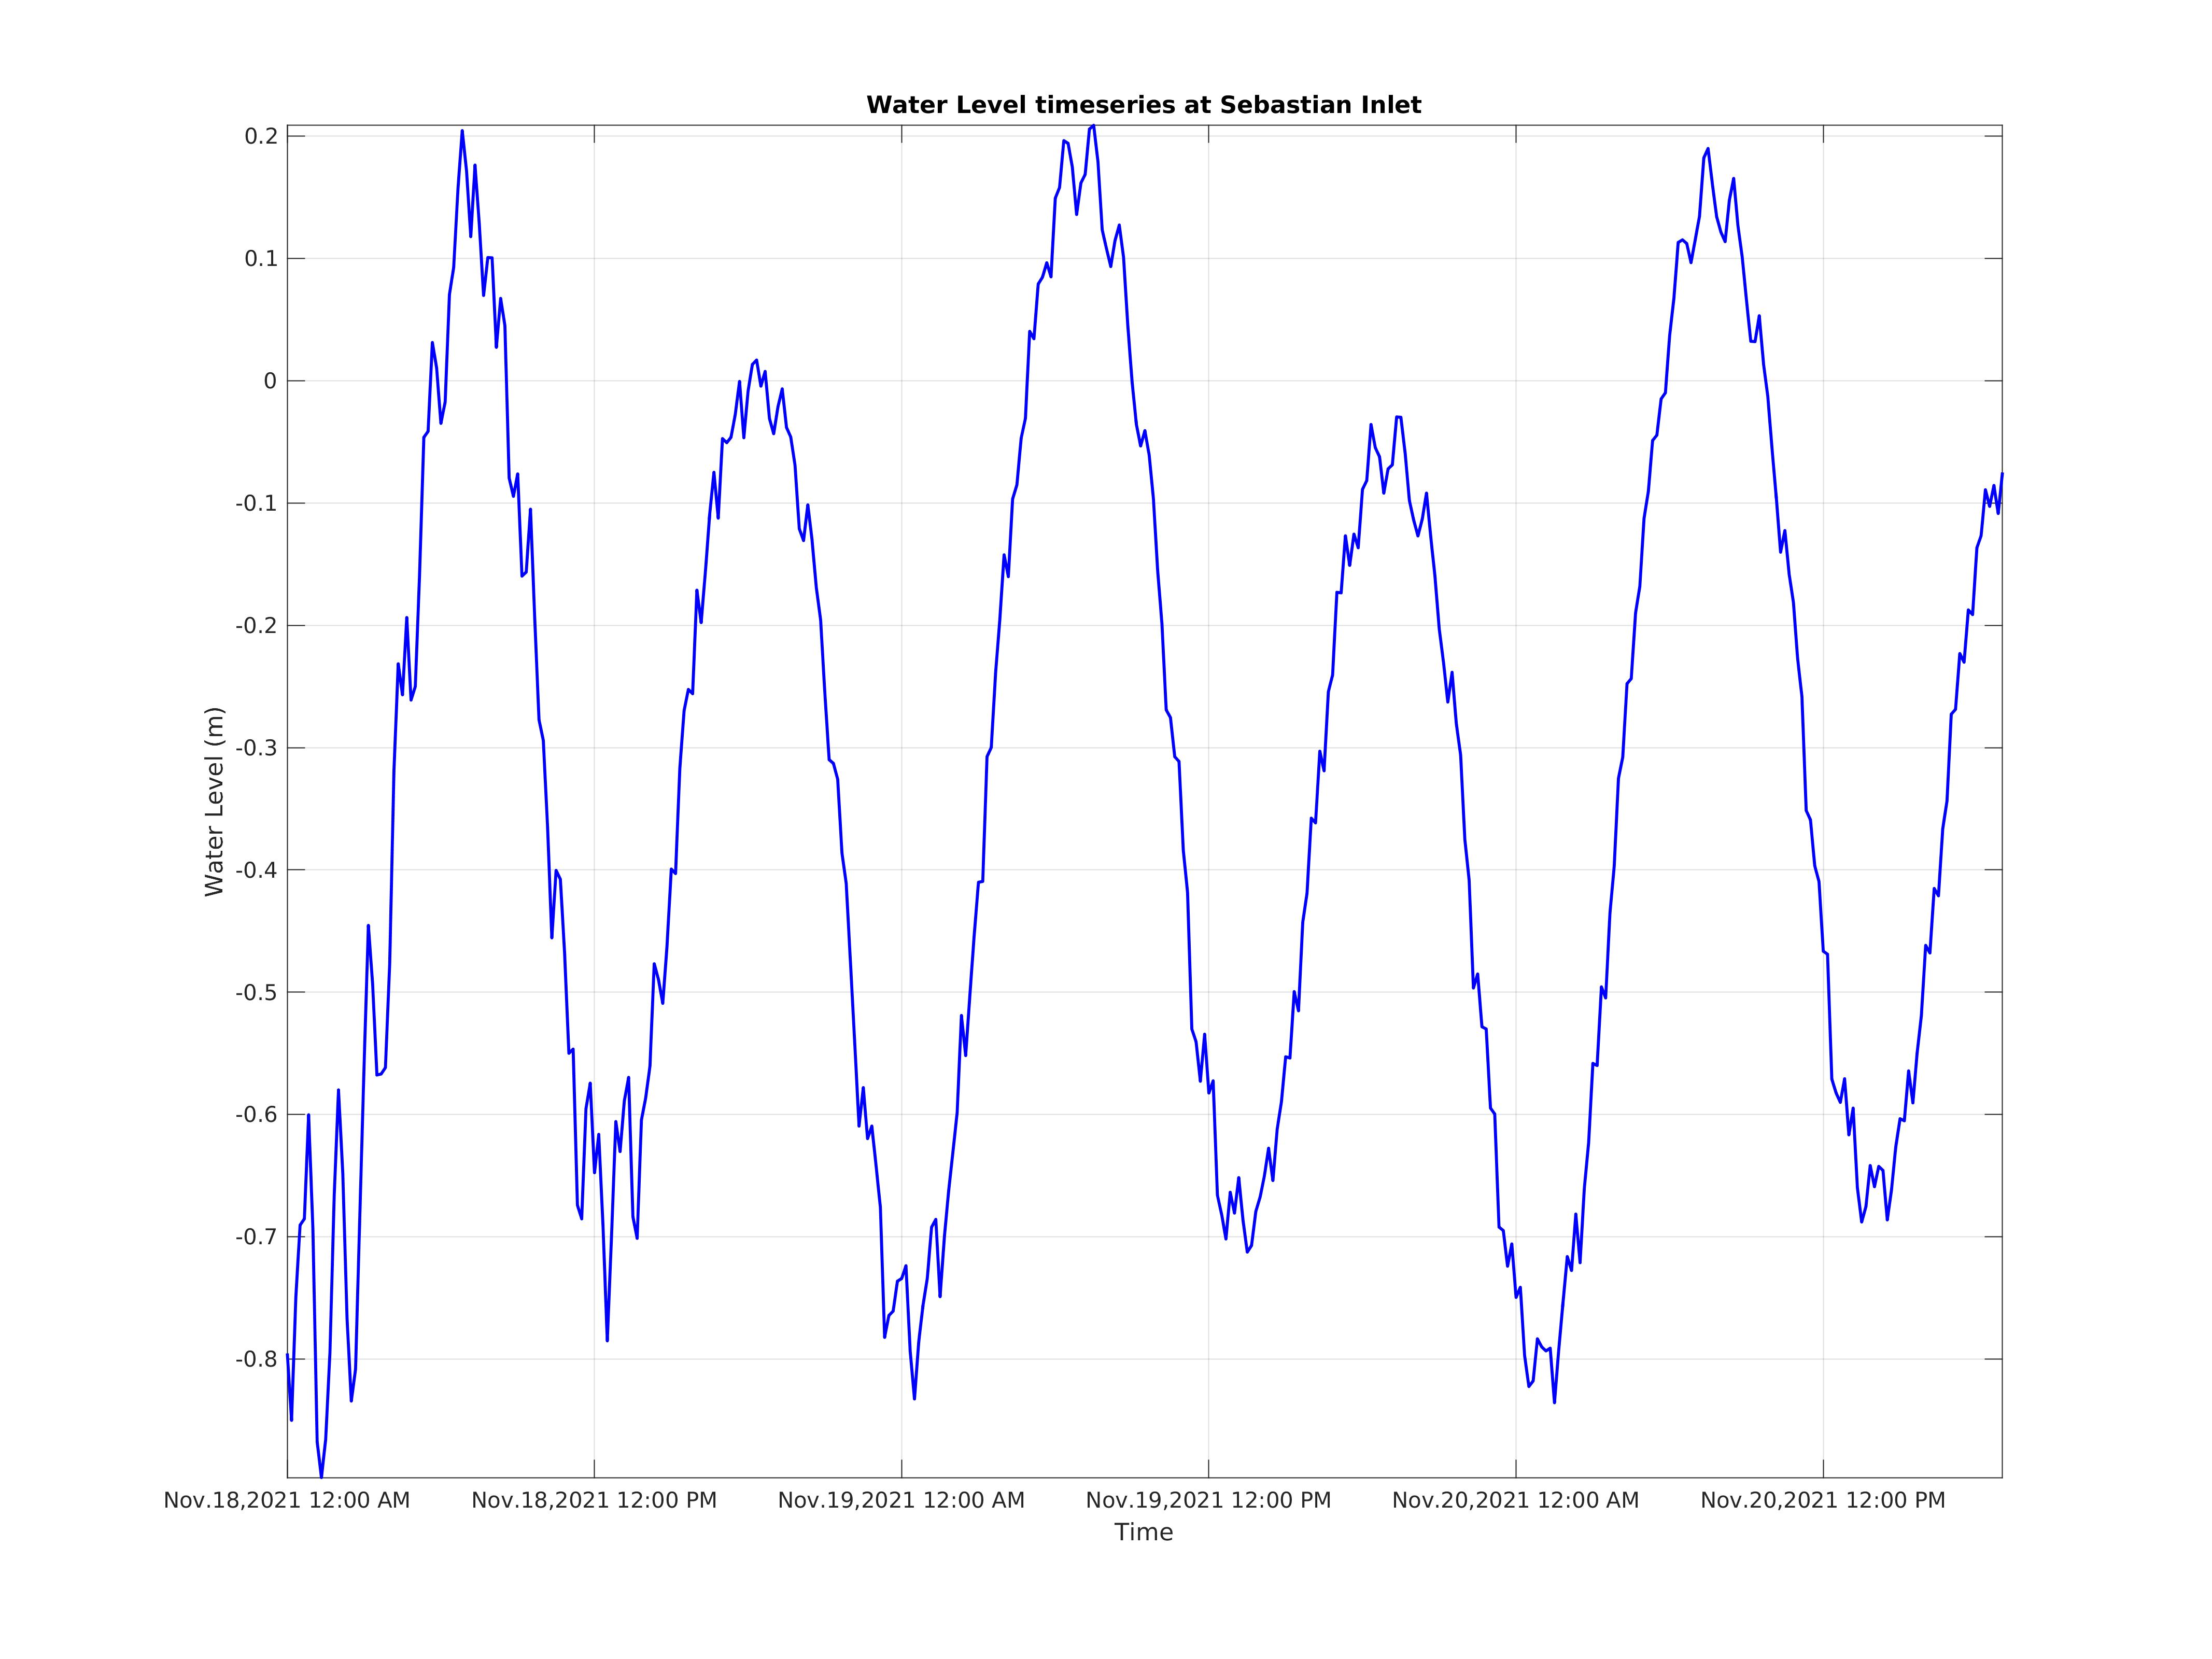 Water Level timeseries at Sebastian Inlet
0.2
0.1
0
-0.1
-0.2
-0.3
-0.4
-0.5
-0.6
-0.7
-0.8
Water Level (m)
Nov.18,2021 12:00 AM Nov.18,2021 12:00 PM Nov.19,2021 12:00 AM Nov.19,2021 12:00 PM Nov.20,2021 12:00 AM Nov.20,2021 12:00 PM
Time